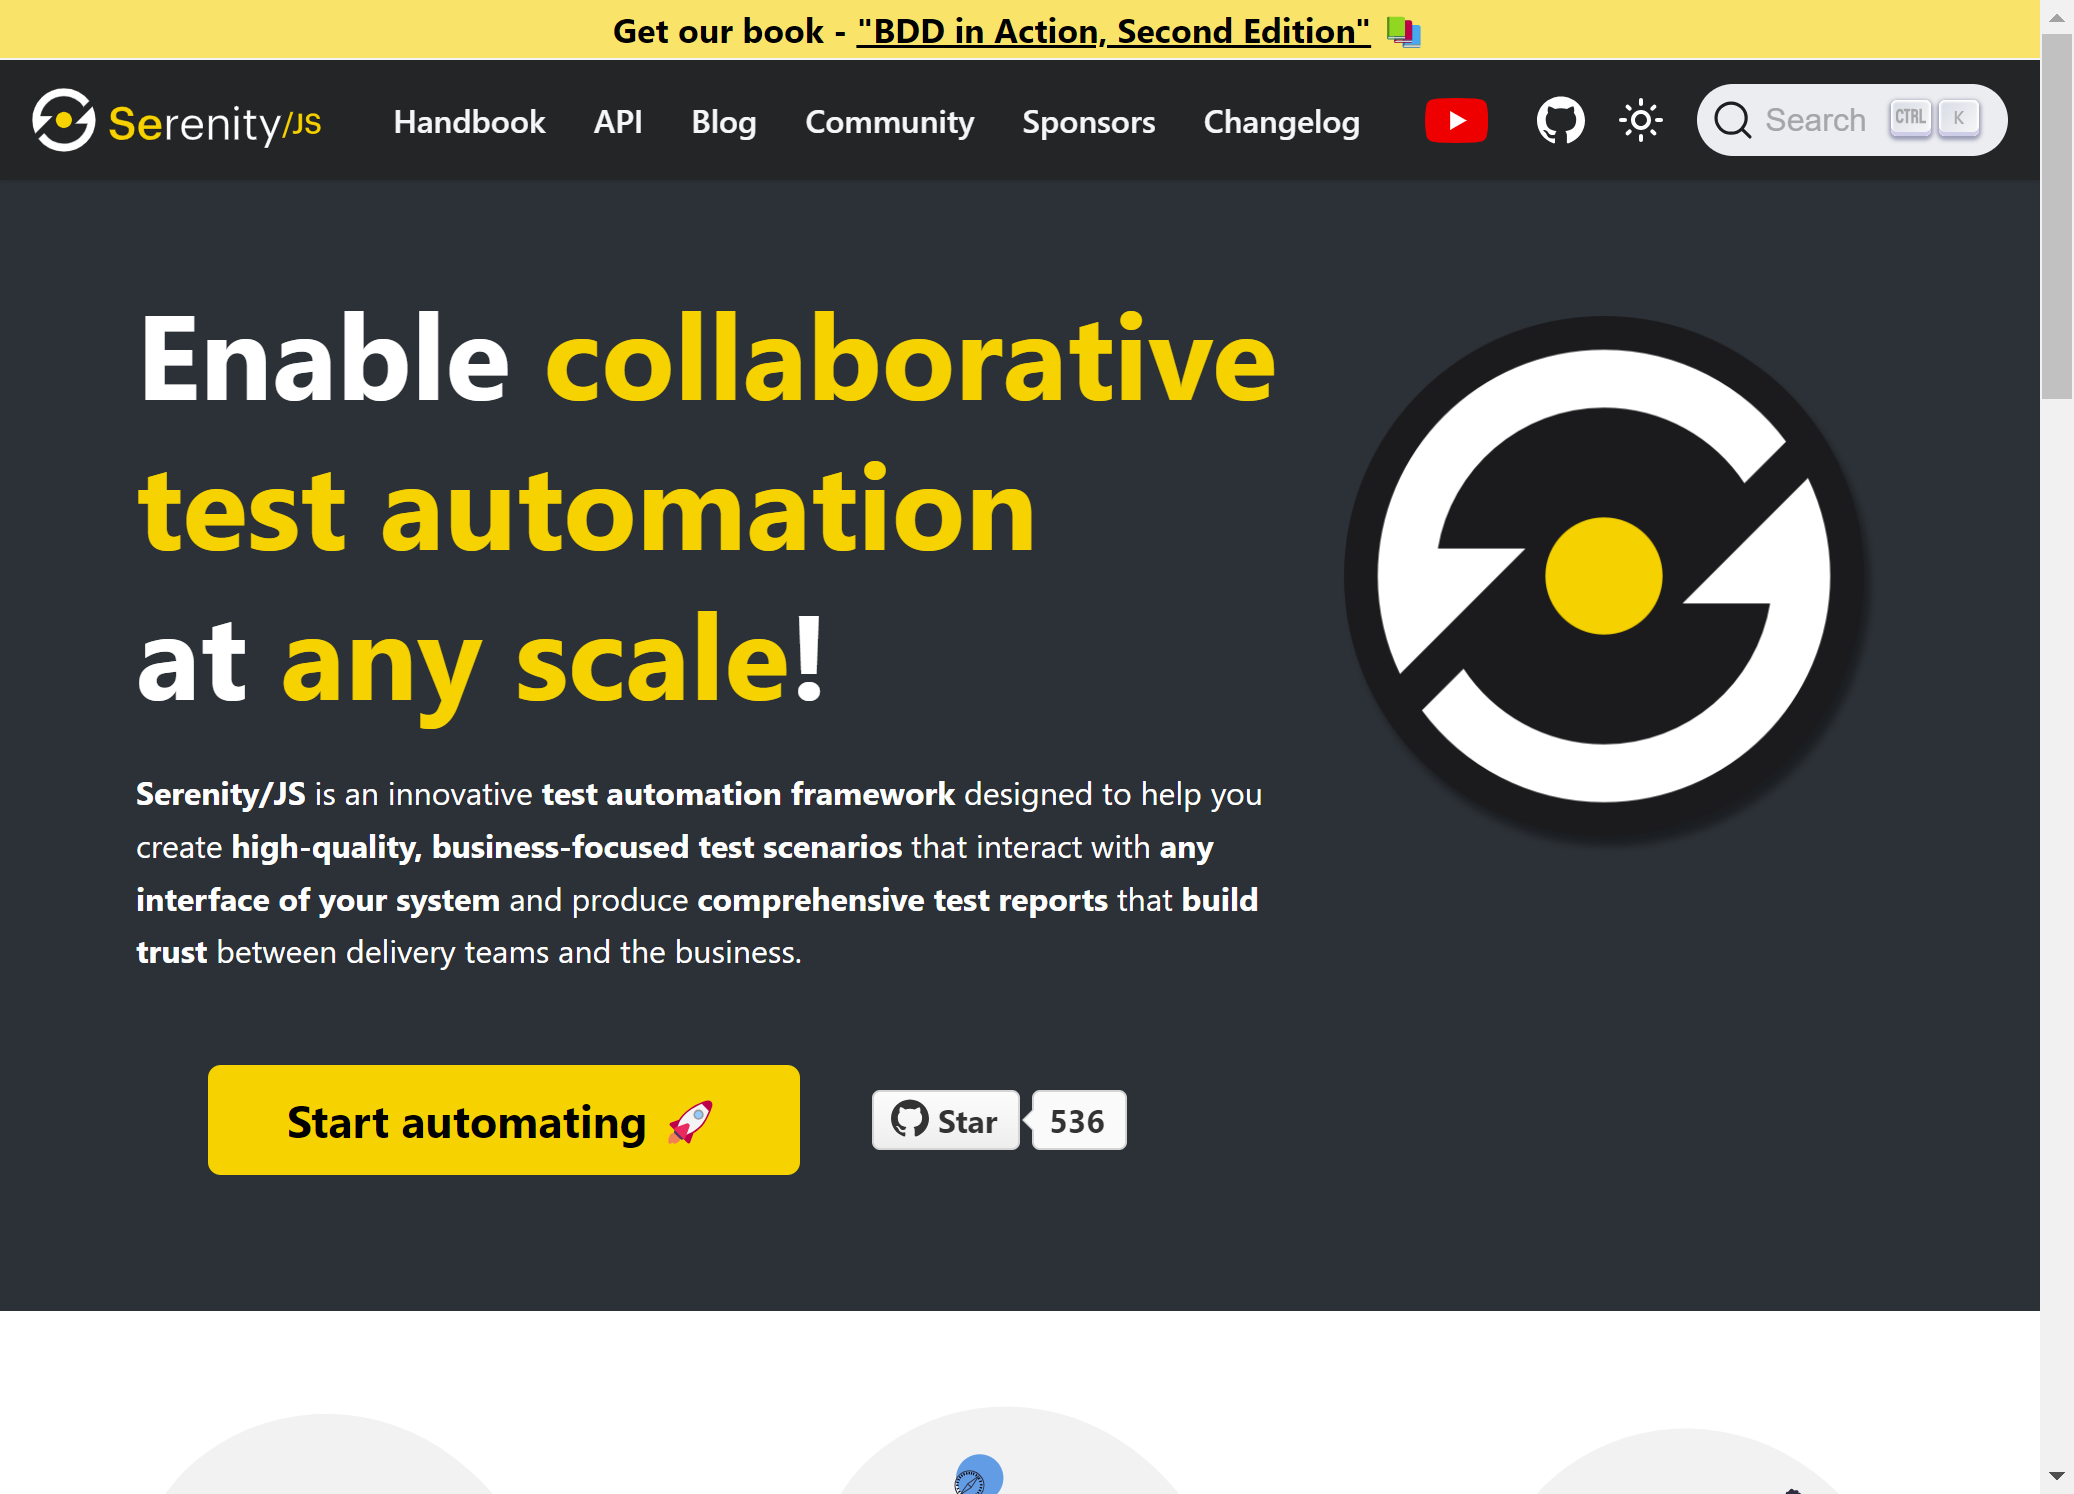 Get our book - "BDD in Action, Second Edition"
Serenity/JS Handbook API Blog Community Sponsors Changelog Search CTRL K
Enable collaborative
test automation
at any scale!
Serenity/JS is an innovative test automation framework designed to help you
create high-quality, business-focused test scenarios that interact with any
interface of your system and produce comprehensive test reports that build
trust between delivery teams and the business.
Start automating 🚀
Star 536